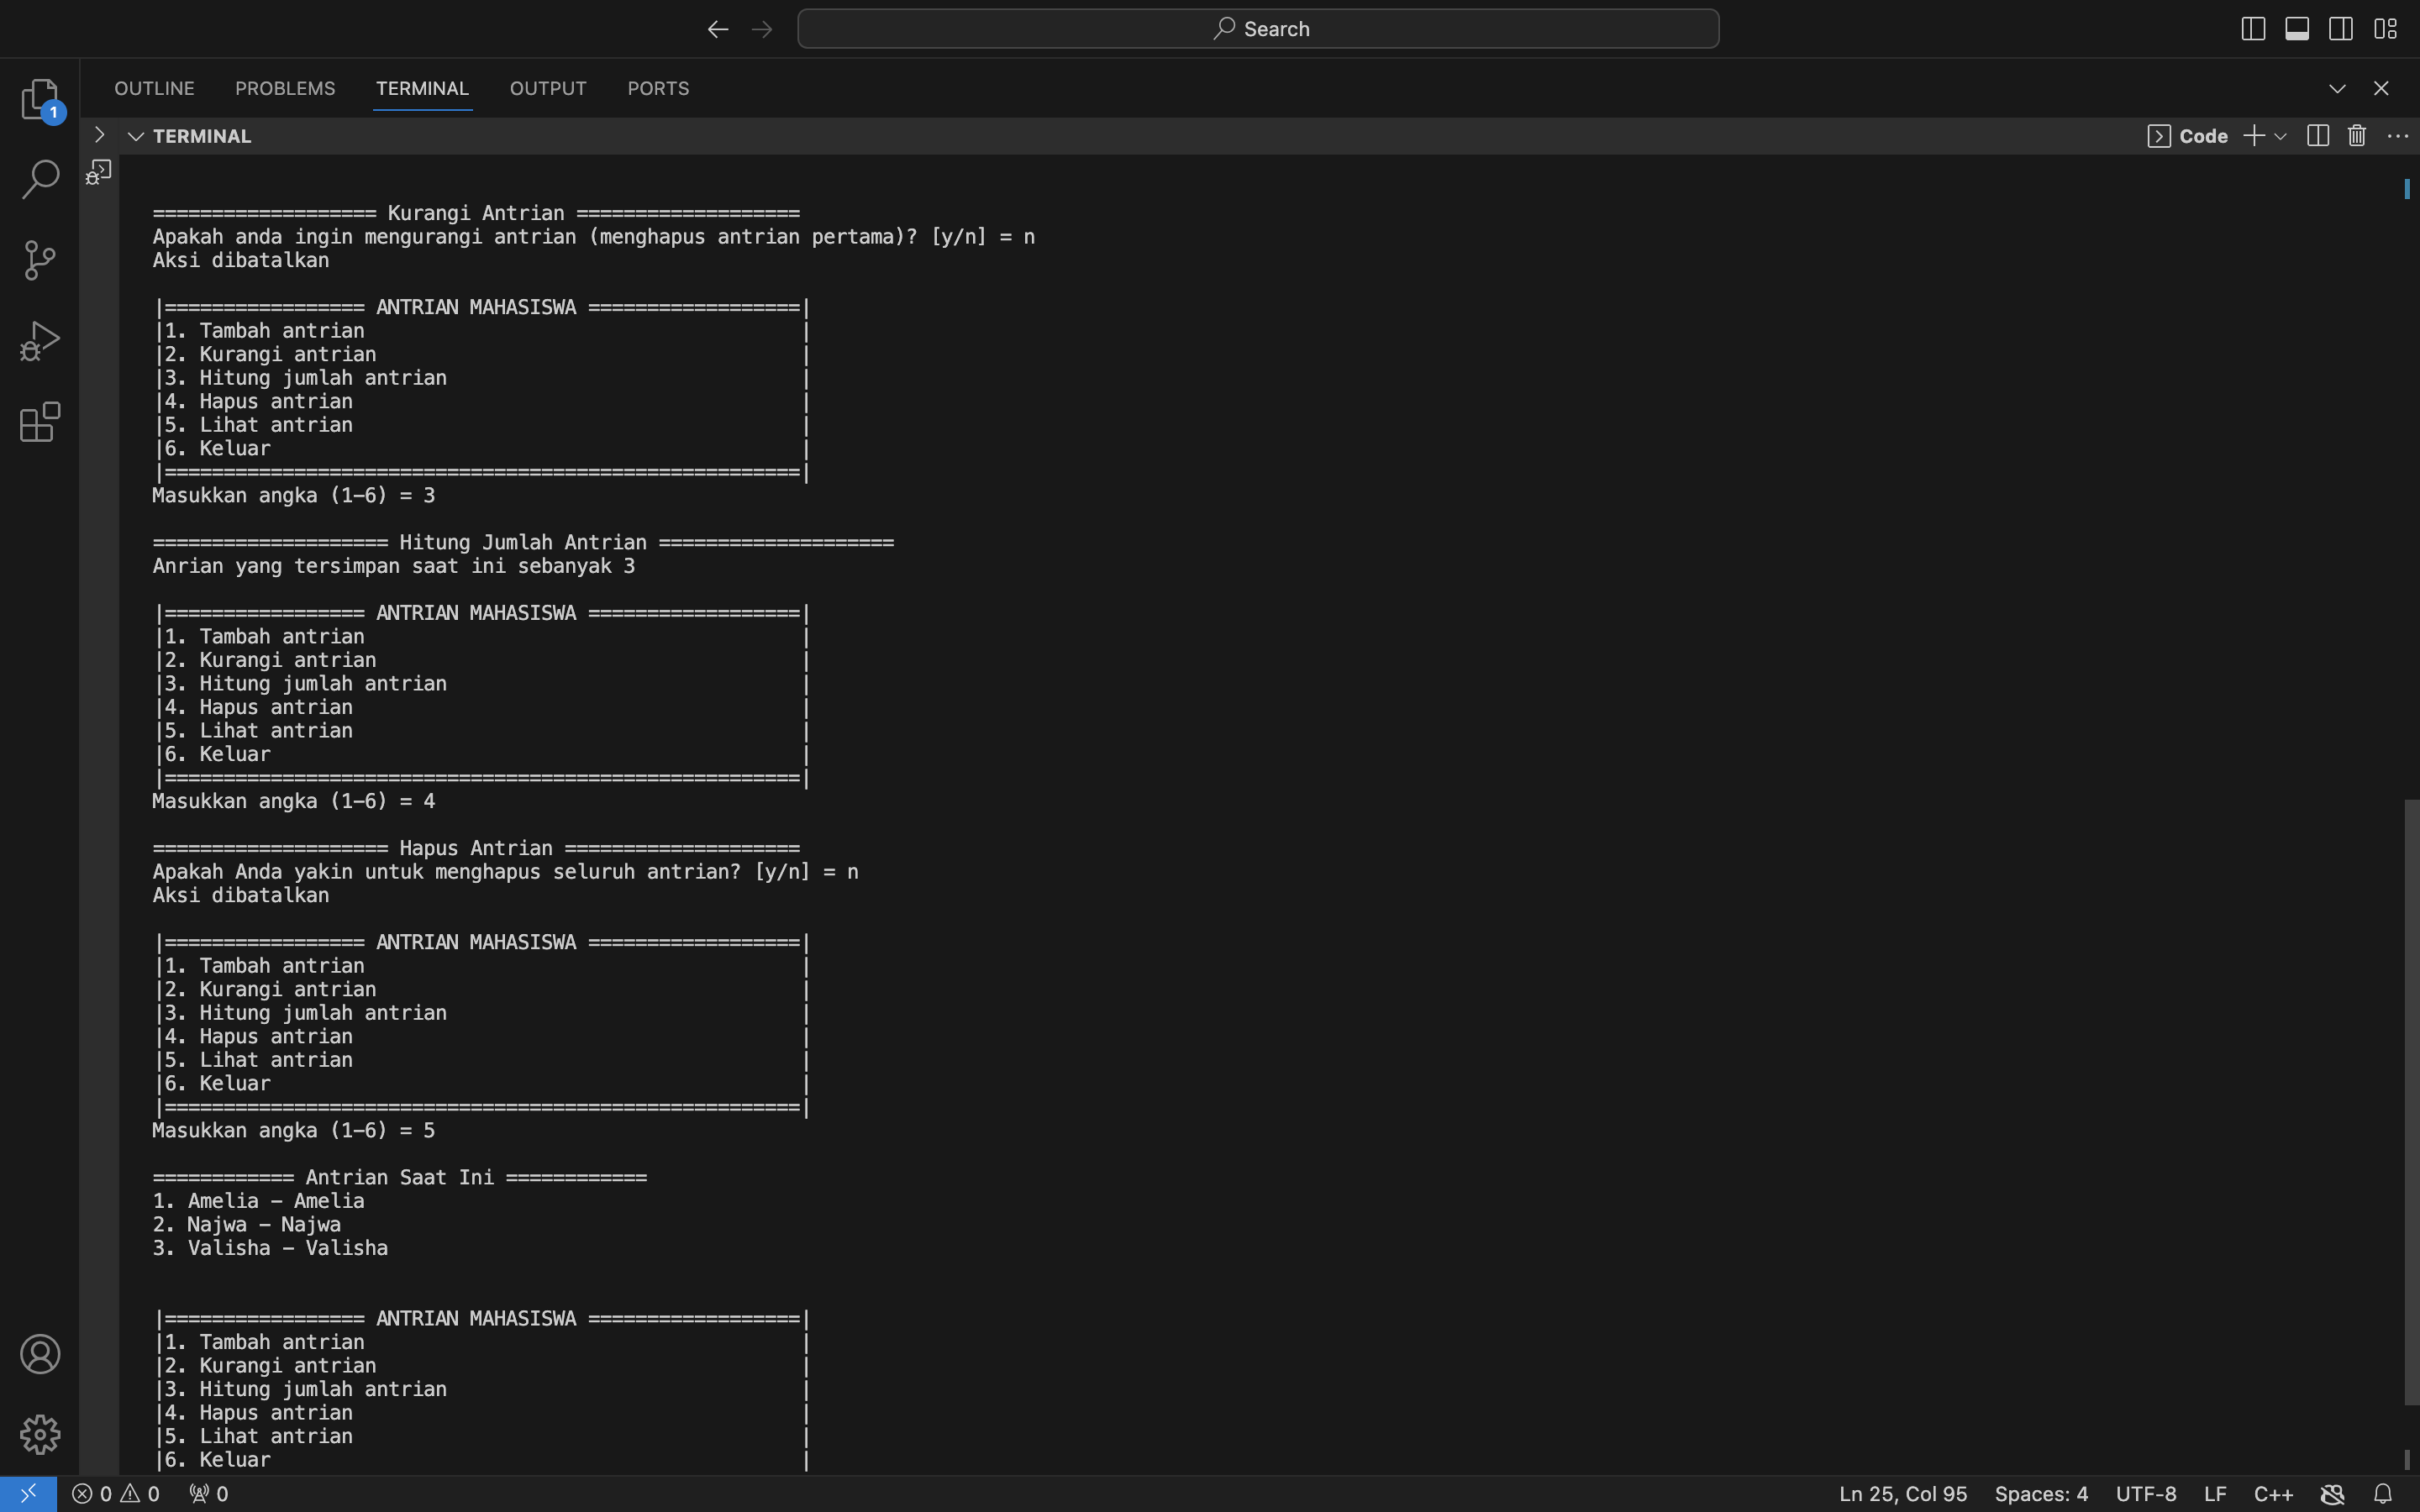 Search
OUTLINE PROBLEMS TERMINAL OUTPUT PORTS
1
TERMINAL
Code
=================== Kurangi Antrian ===================
Apakah anda ingin mengurangi antrian (menghapus antrian pertama)? [y/n] = n
Aksi dibatalkan
|================= ANTRIAN MAHASISWA ==================|
|1. Tambah antrian |
|2. Kurangi antrian |
|3. Hitung jumlah antrian |
|4. Hapus antrian |
|5. Lihat antrian |
|6. Keluar |
|======================================================|
Masukkan angka (1-6) = 3
==================== Hitung Jumlah Antrian ====================
Anrian yang tersimpan saat ini sebanyak 3
|================= ANTRIAN MAHASISWA ==================|
|1. Tambah antrian |
|2. Kurangi antrian |
|3. Hitung jumlah antrian |
|4. Hapus antrian |
|5. Lihat antrian |
|6. Keluar |
|======================================================|
Masukkan angka (1-6) = 4
==================== Hapus Antrian ====================
Apakah Anda yakin untuk menghapus seluruh antrian? [y/n] = n
Aksi dibatalkan
|================= ANTRIAN MAHASISWA ==================|
|1. Tambah antrian |
|2. Kurangi antrian |
|3. Hitung jumlah antrian |
|4. Hapus antrian |
|5. Lihat antrian |
|6. Keluar |
|======================================================|
Masukkan angka (1-6) = 5
============ Antrian Saat Ini ============
1. Amelia - Amelia
2. Najwa - Najwa
3. Valisha - Valisha
|================= ANTRIAN MAHASISWA ==================|
|1. Tambah antrian |
|2. Kurangi antrian |
|3. Hitung jumlah antrian |
|4. Hapus antrian |
|5. Lihat antrian |
|6. Keluar |
0 0 0 Ln 25, Col 95 Spaces: 4 UTF-8 LF C++